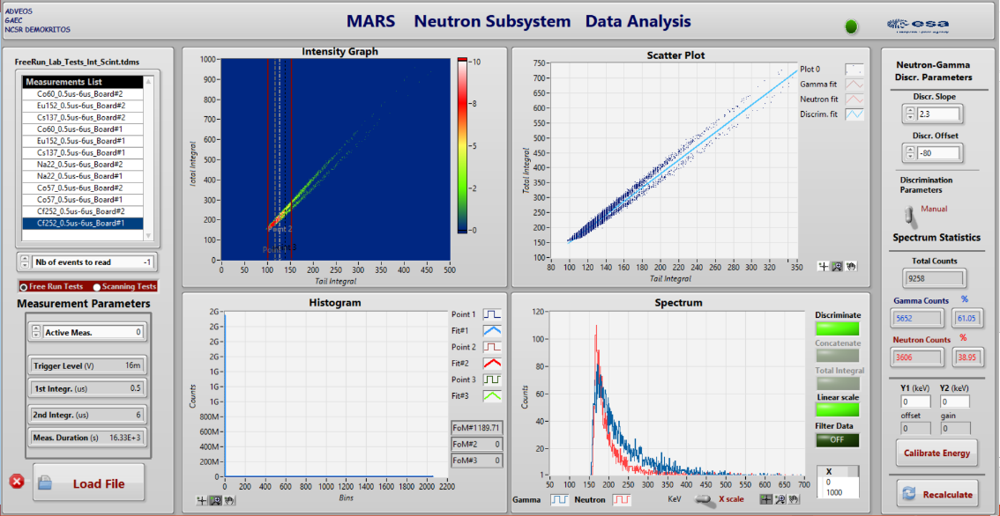 ADVEOS
GAEC
NCSR DEMOKRITOS
MARS Neutron Subsystem Data Analysis
esa
FreeRun_Lab_Tests_Int_Scint.tdms
Measurements List
Co60_0.5us-6us_Board#2
Eu152_0.5us-6us_Board#2
Cs137_0.5us-6us_Board#2
Co60_0.5us-6us_Board#1
Eu152_0.5us-6us_Board#1
Cs137_0.5us-6us_Board#1
Na22_0.5us-6us_Board#2
Na22_0.5us-6us_Board#1
Co57_0.5us-6us_Board#2
Co57_0.5us-6us_Board#1
Cf252_0.5us-6us_Board#2
Cf252_0.5us-6us_Board#1
Nb of events to read -1
Free Run Tests Scanning Tests
Measurement Parameters
Active Meas. 0
Trigger Level (V) 16m
1st Integr. (us) 0.5
2nd Integr. (us) 6
Meas. Duration (s) 16.33E+3
Load File
Intensity Graph
Total Integral
1000
900
800
700
600
500
400
300
200
100
0
Point 2
Point 1
0 50 100 150 200 250 300 350 400 450 500
Tail Integral
10
8
5
2
0
Scatter Plot
Total Integral
750
700
650
600
550
500
450
400
350
300
250
200
150
100
80 100 120 140 160 180 200 220 240 260 280 300 320 350
Tail Integral
Plot 0
Gamma fit
Neutron fit
Discrim. fit
Histogram
Counts
2G
2G
2G
1G
1G
1G
1G
800M
600M
400M
200M
0
0 200 400 600 800 1000 1200 1400 1600 1800 2000 2200
Bins
Point 1
Fit#1
Point 2
Fit#2
Point 3
Fit#3
FoM#1 189.71
FoM#2 0
FoM#3 0
Spectrum
Counts
120
100
80
60
40
20
1
50 100 150 200 250 300 350 400 450 500 550 600 650 700
Gamma Neutron KeV X scale
Discriminate
Concatenate
Total Integral
Linear scale
Filter Data
OFF
X
0
1000
Neutron-Gamma
Discr. Parameters
Discr. Slope
2.3
Discr. Offset
-80
Discrimination
Parameters
Manual
Spectrum Statistics
Total Counts
9258
Gamma Counts %
5652 61.05
Neutron Counts %
3606 38.95
Y1 (keV) Y2 (keV)
0 0
offset gain
0 0
Calibrate Energy
Recalculate